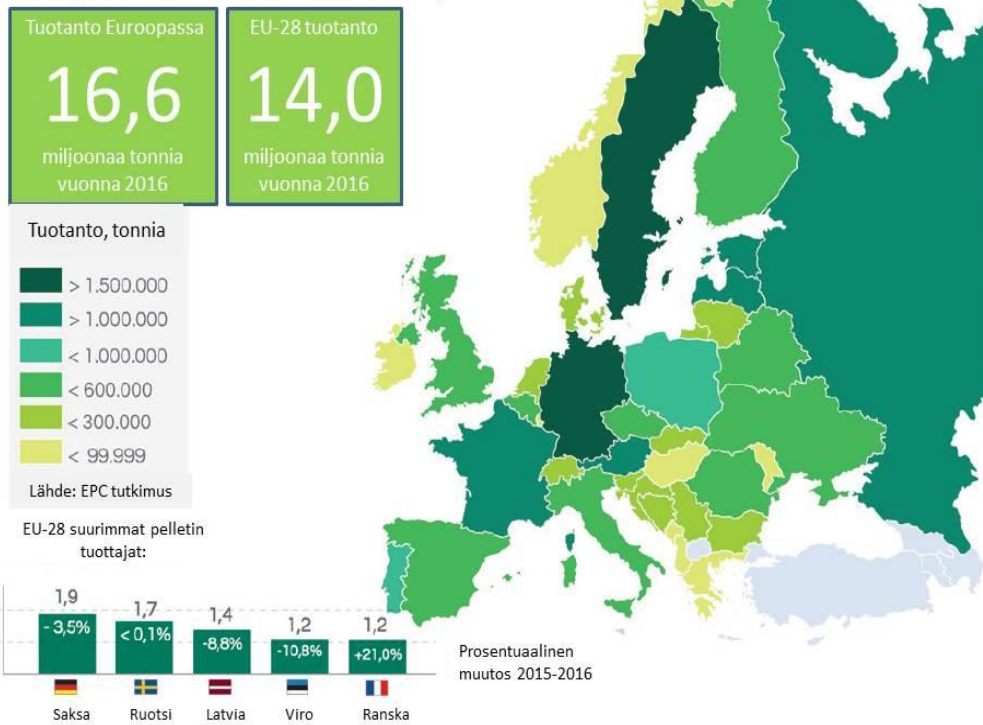 Tuotanto Euroopassa
16,6
miljoonaa tonnia
vuonna 2016
EU-28 tuotanto
14,0
miljoonaa tonnia
vuonna 2016
Tuotanto, tonnia
> 1.500.000
> 1.000.000
< 1.000.000
< 600.000
< 300.000
< 99.999
Lähde: EPC tutkimus
EU-28 suurimmat pelletin
tuottajat:
1,9
1,7
1,4
1,2
1,2
- 3,5%
< 0,1%
-8,8%
-10,8%
+21,0%
Saksa
Ruotsi
Latvia
Viro
Ranska
Prosentuaalinen
muutos 2015-2016